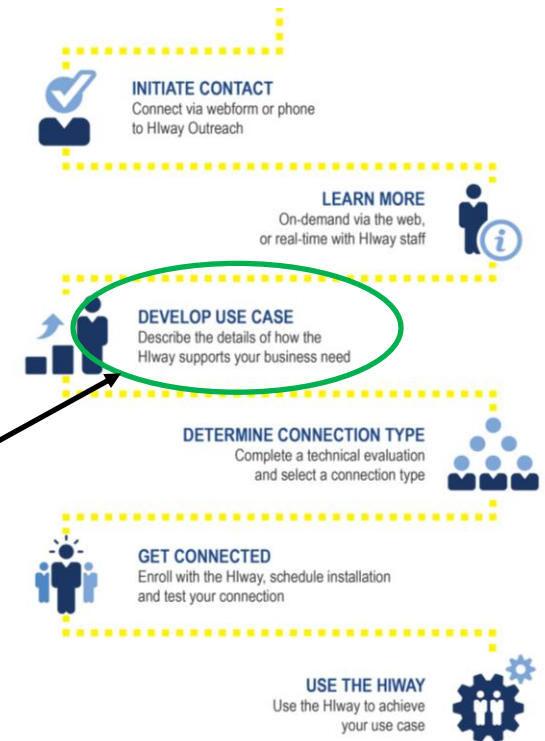 INITIATE CONTACT
Connect via webform or phone
to HIway Outreach
LEARN MORE
On-demand via the web,
or real-time with HIway staff
i
DEVELOP USE CASE
Describe the details of how the
HIway supports your business need
DETERMINE CONNECTION TYPE
Complete a technical evaluation
and select a connection type
GET CONNECTED
Enroll with the HIway, schedule installation
and test your connection
USE THE HIWAY
Use the HIway to achieve
your use case